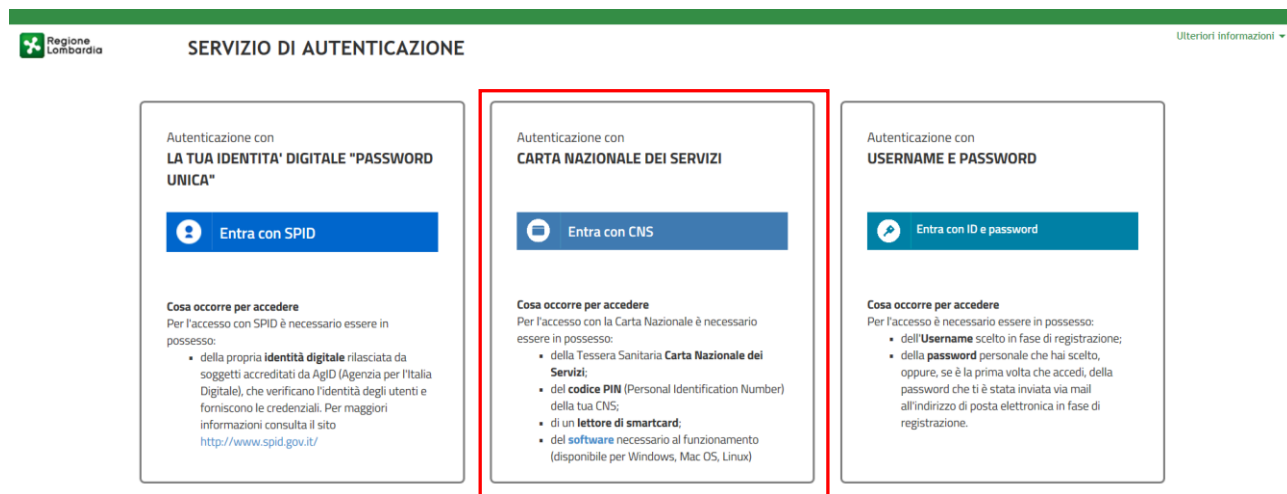 Regione
Lombardia
SERVIZIO DI AUTENTICAZIONE
Ulteriori informazioni
Autenticazione con
LA TUA IDENTITA' DIGITALE "PASSWORD
UNICA"
Entra con SPID
Cosa occorre per accedere
Per l'accesso con SPID è necessario essere in
possesso:
della propria identità digitale rilasciata da
soggetti accreditati da AgID (Agenzia per l'Italia
Digitale), che verificano l'identità degli utenti e
forniscono le credenziali. Per maggiori
informazioni consulta il sito
http://www.spid.gov.it/
Autenticazione con
CARTA NAZIONALE DEI SERVIZI
Entra con CNS
Cosa occorre per accedere
Per l'accesso con la Carta Nazionale è necessario
essere in possesso:
della Tessera Sanitaria Carta Nazionale dei
Servizi;
del codice PIN (Personal Identification Number)
della tua CNS;
di un lettore di smartcard;
del software necessario al funzionamento
(disponibile per Windows, Mac OS, Linux)
Autenticazione con
USERNAME E PASSWORD
Entra con ID e password
Cosa occorre per accedere
Per l'accesso è necessario essere in possesso:
dell'Username scelto in fase di registrazione;
della password personale che hai scelto,
oppure, se è la prima volta che accedi, della
password che ti è stata inviata via mail
all'indirizzo di posta elettronica in fase di
registrazione.